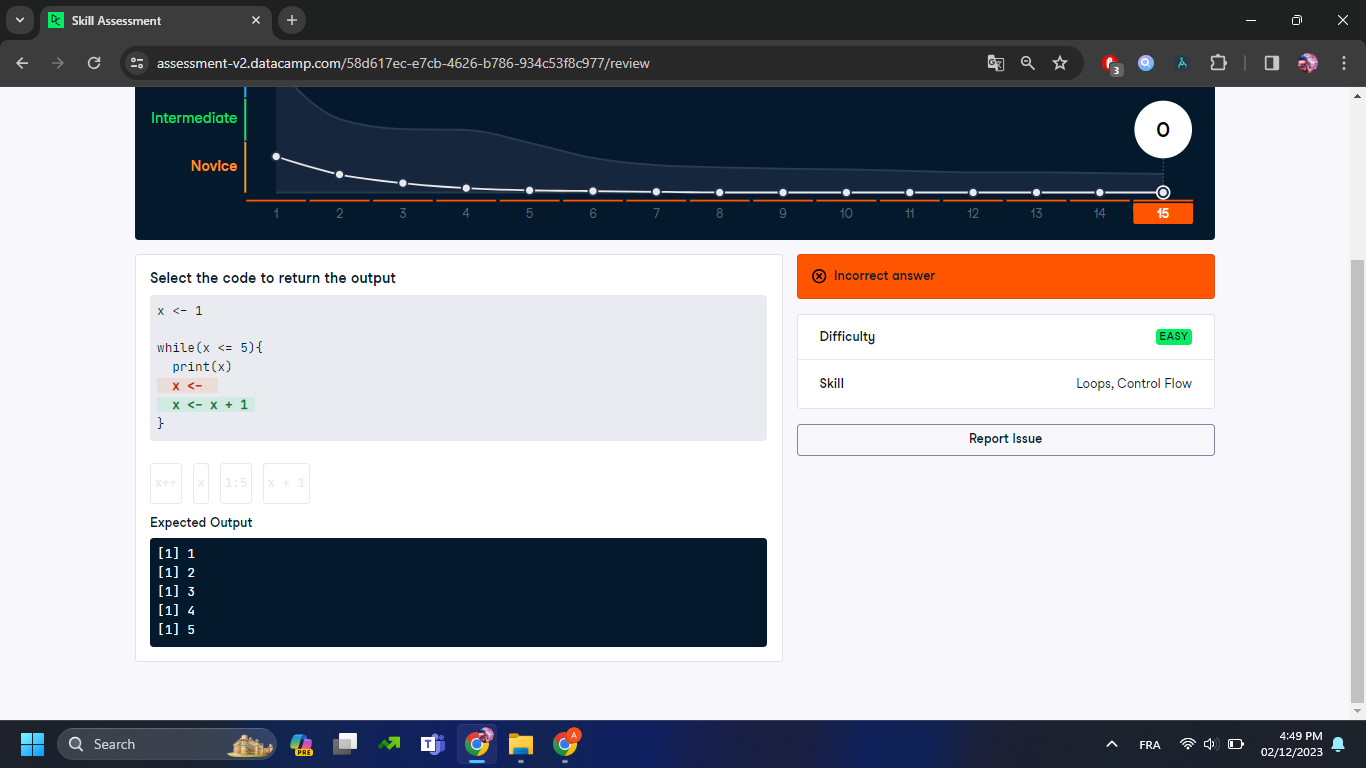 Skill Assessment
assessment-v2.datacamp.com/58d617ec-e7cb-4626-b786-934c53f8c977/review
3
Intermediate
Novice
0
1 2 3 4 5 6 7 8 9 10 11 12 13 14 15
Select the code to return the output
x <- 1
while(x <= 5){
print(x)
x <-
x <- x + 1
}
x++ x 1:5 x + 1
Expected Output
[1] 1
[1] 2
[1] 3
[1] 4
[1] 5
Incorrect answer
Difficulty EASY
Skill Loops, Control Flow
Report Issue
Search
PRE
A
FRA
4:49 PM
02/12/2023